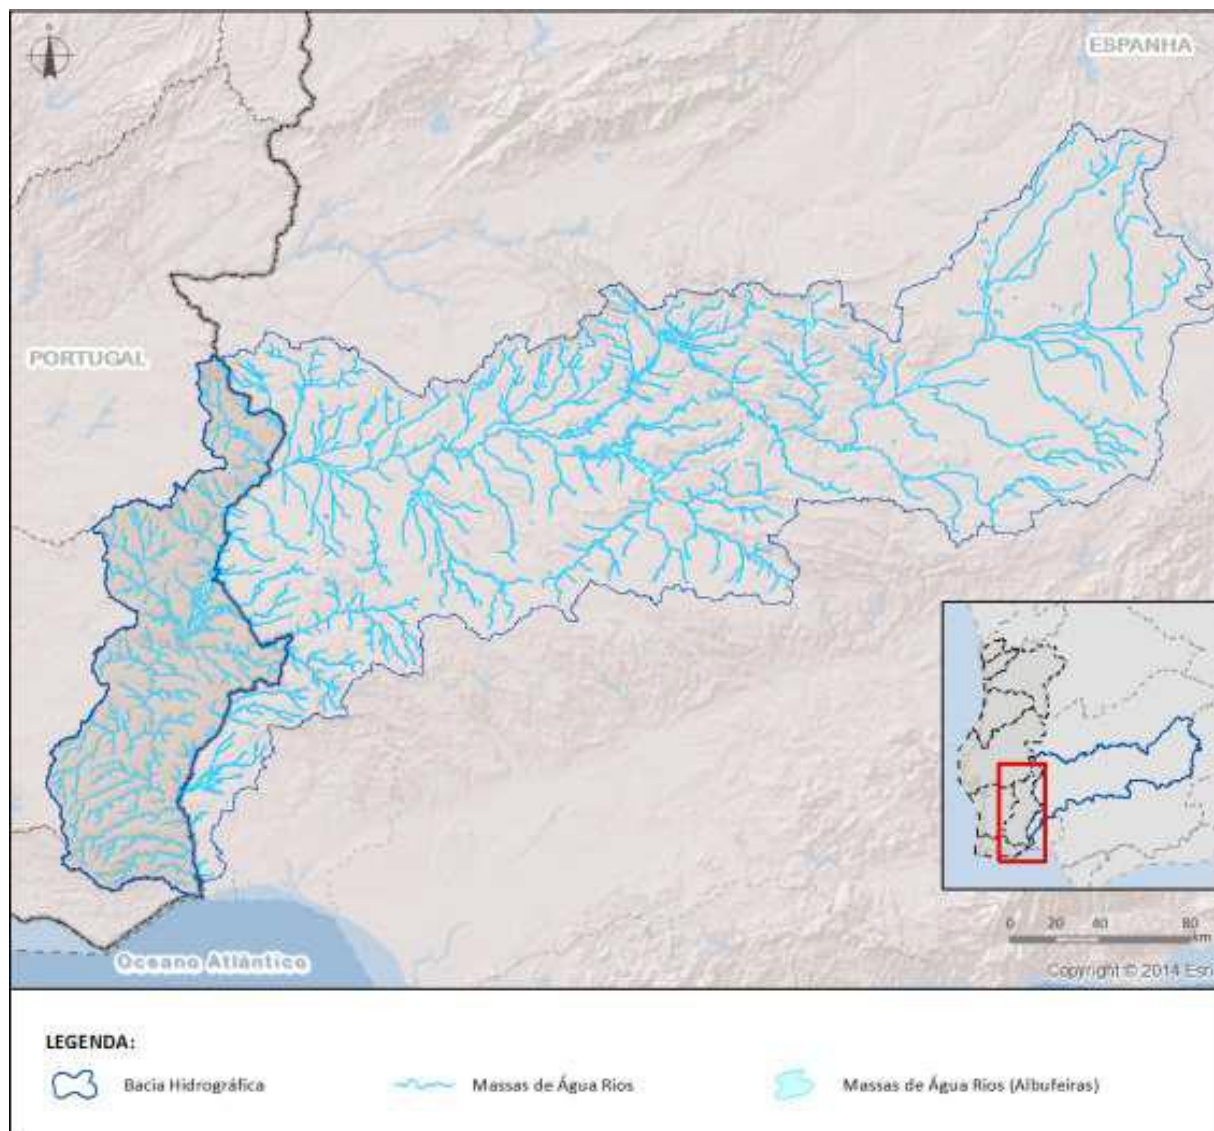 N
ESPANHA
PORTUGAL
Oceano Atlântico
0 20 40 80
km
Copyright © 2014 Esri
LEGENDA:
Bacia Hidrográfica
Massas de Água Rios
Massas de Água Rios (Albufeiras)